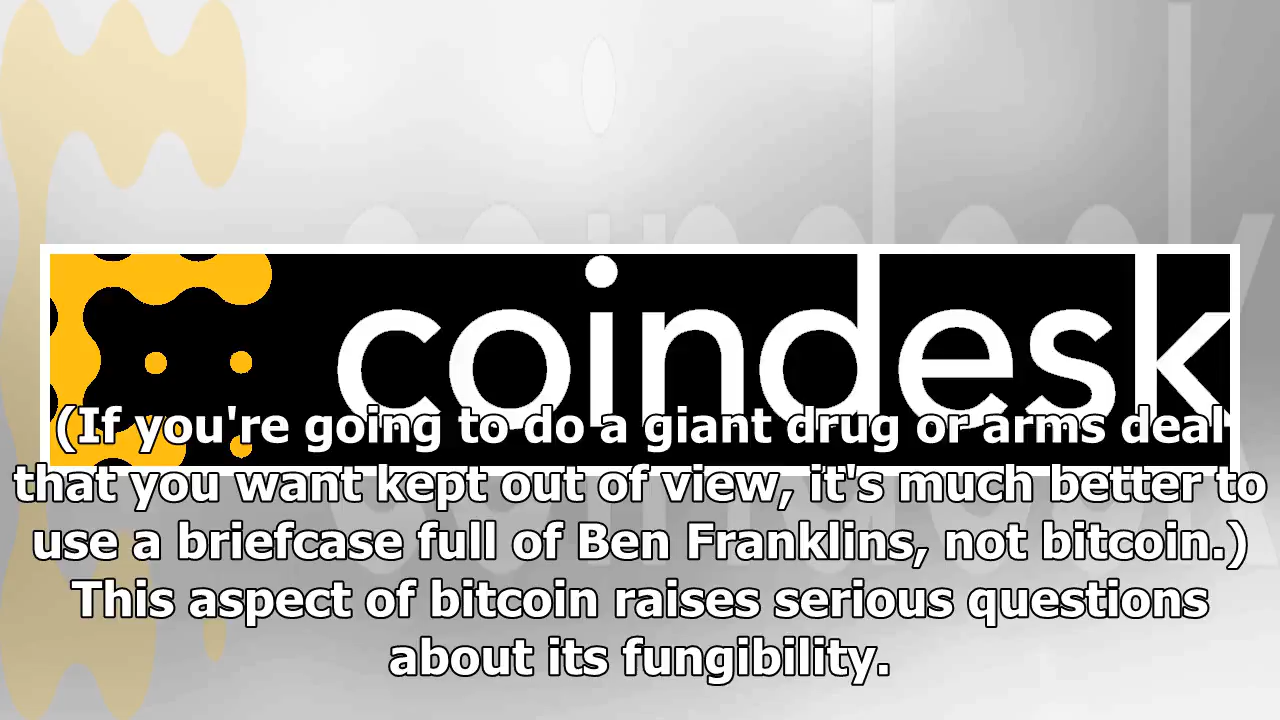 coindesk
(If you're going to do a giant drug or arms deal
that you want kept out of view, it's much better to
use a briefcase full of Ben Franklins, not bitcoin.)
This aspect of bitcoin raises serious questions
about its fungibility.